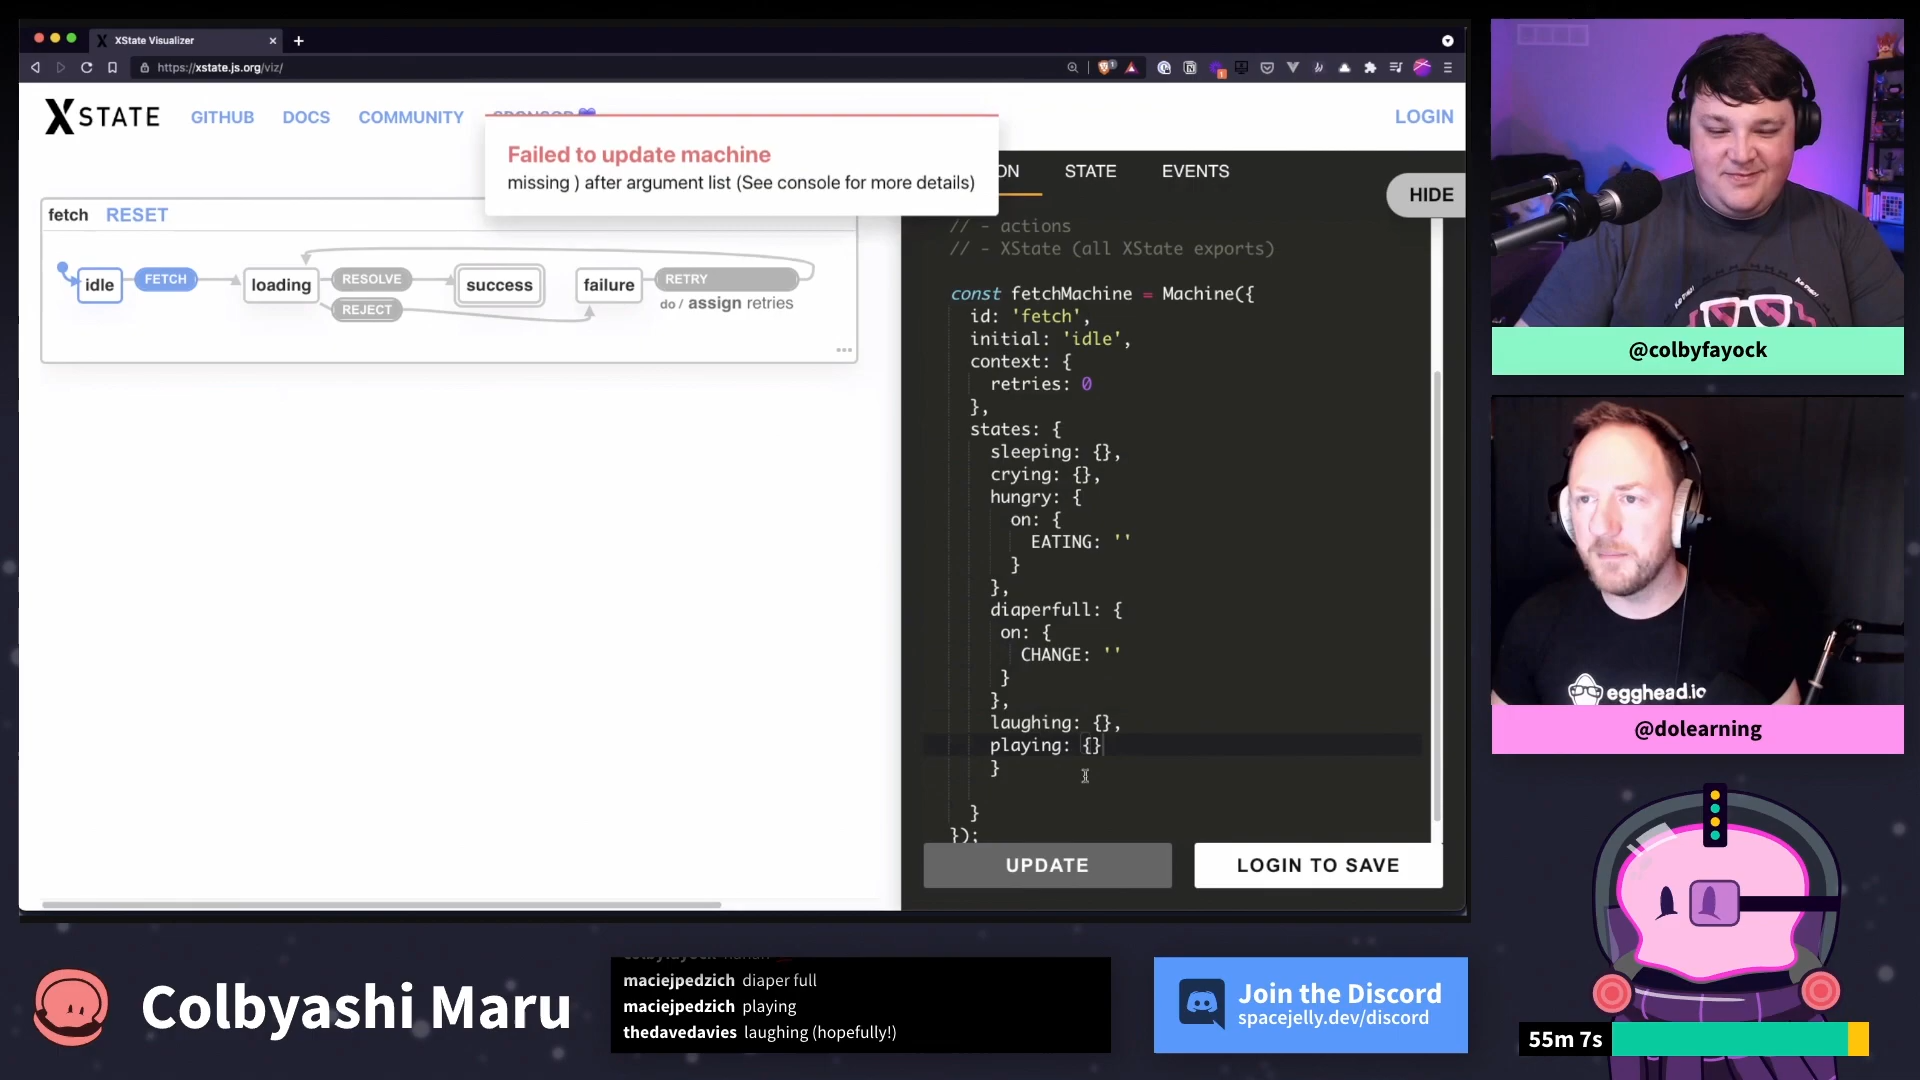 XState Visualizer
https://xstate.js.org/viz/
XSTATE
GITHUB
DOCS
COMMUNITY
LOGIN
Failed to update machine
missing ) after argument list (See console for more details)
ON
STATE
EVENTS
HIDE
fetch
RESET
idle
FETCH
loading
RESOLVE
REJECT
success
failure
RETRY
do / assign retries
// - actions
// - XState (all XState exports)
const fetchMachine = Machine({
id: 'fetch',
initial: 'idle',
context: {
retries: 0
},
states: {
sleeping: {},
crying: {},
hungry: {
on: {
EATING: ''
}
},
diaperfull: {
on: {
CHANGE: ''
}
},
laughing: {},
playing: {}
}
}
});
UPDATE
LOGIN TO SAVE
@colbyfayock
egghead.io
@dolearning
Colbyashi Maru
maciejpedzich diaper full
maciejpedzich playing
thedavedavies laughing (hopefully!)
Join the Discord
spacejelly.dev/discord
55m 7s